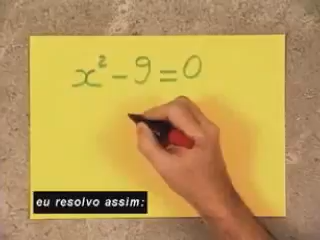 x² - 9 = 0
eu resolvo assim: